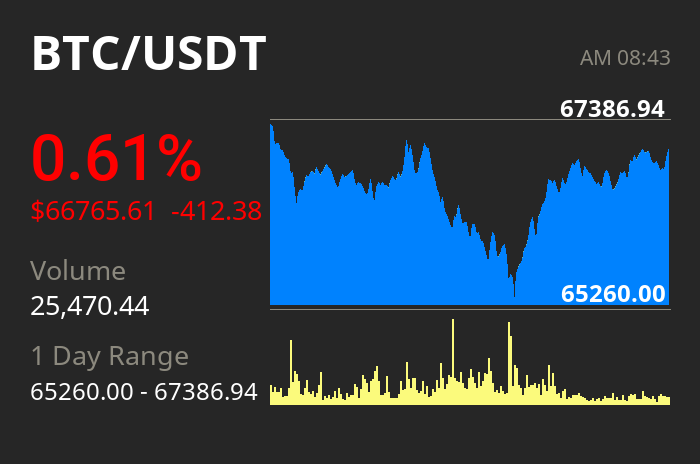 BTC/USDT
AM 08:43
67386.94
0.61%
$66765.61 -412.38
Volume
25,470.44
65260.00
1 Day Range
65260.00 - 67386.94